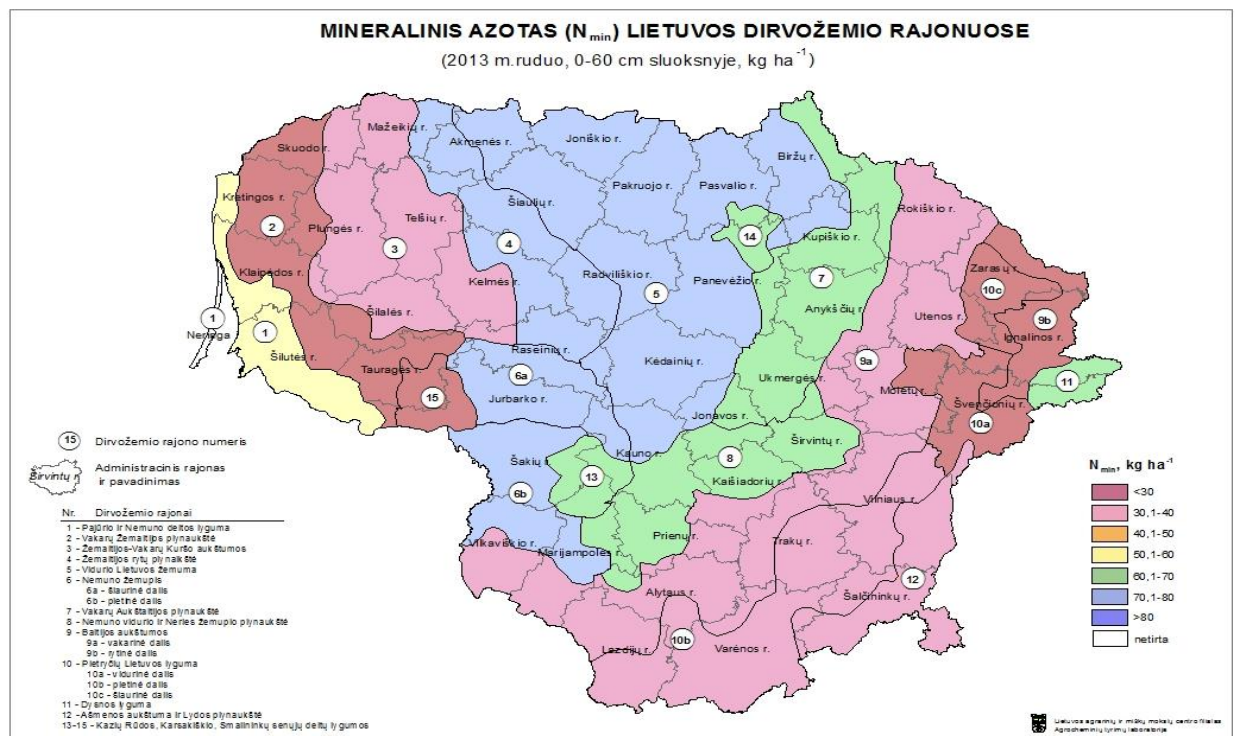 MINERALINIS AZOTAS (Nmin) LIETUVOS DIRVOŽEMIO RAJONUOSE
(2013 m.ruduo, 0-60 cm sluoksnyje, kg ha-1)
Mažeikių r.
Skuodo r.
Akmenės r.
Joniškio r.
Biržų r.
Pakruojo r.
Pasvalio r.
Kretingos r.
Šiaulių r.
Rokiškio r.
Telšių r.
2
Plungės r.
3
4
14
Kupiškio r.
Klaipėdos r.
Radviliškio r.
Panevėžio r.
Zarasų r.
Kelmės r.
5
7
10c
Anykščių r.
Šilalės r.
Utenos r.
1
1
9b
Neringa
Ignalinos r.
Šilutės r.
Raseinių r.
Kėdainių r.
9a
Tauragės r.
6a
Ukmergės r.
Molėtų r.
11
15
Jurbarko r.
Švenčionių r.
Jonavos r.
10a
Širvintų r.
Kauno r.
8
Šakių r.
13
Kaišiadorių r.
6b
Vilniaus r.
Prienų r.
Vilkaviškio r.
Marijampolės r.
Trakų r.
12
Alytaus r.
Šalčininkų r.
10b
Lazdijų r.
Varėnos r.
15 Dirvožemio rajono numeris
Širvintų r. Administracinis rajonas
ir pavadinimas
Nr. Dirvožemio rajonai
1 - Pajūrio ir Nemuno deltos lyguma
2 - Vakarų Žemaitijos plynaukštė
3 - Žemaitijos-Vakarų Kuršo aukštumos
4 - Žemaitijos rytų plynaikštė
5 - Vidurio Lietuvos žemuma
6 - Nemuno žemupis
6a - šiaurinė dalis
6b - pietinė dalis
7 - Vakarų Aukštaitijos plynaukštė
8 - Nemuno vidurio ir Neries žemupio plynaukštė
9 - Baltijos aukštumos
9a - vakarinė dalis
9b - rytinė dalis
10 - Pietryčių Lietuvos lyguma
10a - vidurinė dalis
10b - pietinė dalis
10c - šiaurinė dalis
11 - Dysnos lyguma
12 - Ašmenos aukštuma ir Lydos plynaukštė
13-15 - Kazlų Rūdos, Karsakiškio, Smalininkų senųjų deltų lygumos
Nmin, kg ha-1
<30
30,1-40
40,1-50
50,1-60
60,1-70
70,1-80
>80
netirta
Lietuvos agrarinių ir miškų mokslų centro filialas
Agrocheminių tyrimų laboratorija